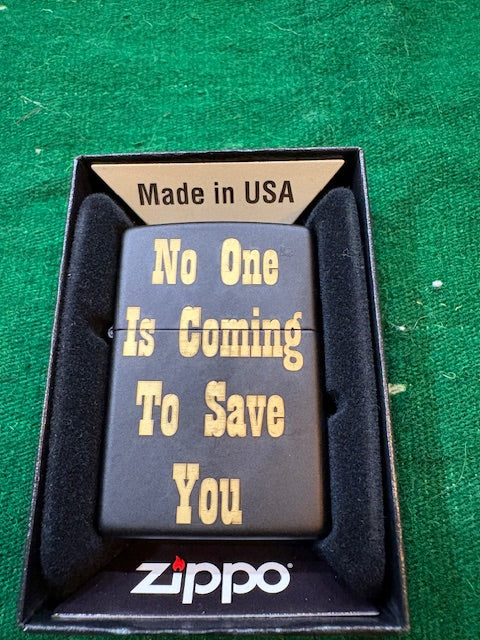 Made in USA
No One
Is Coming
To Save
You
zippo